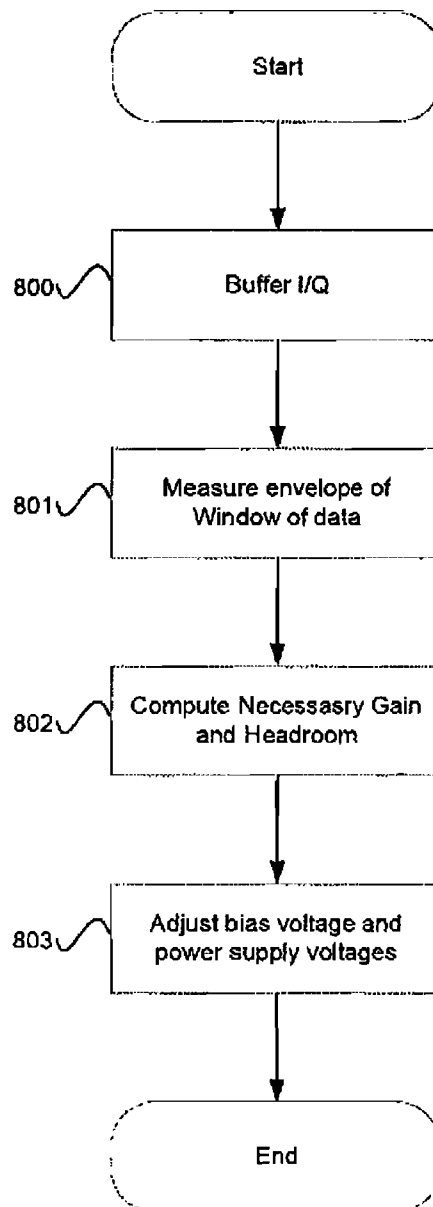 Start
800
Buffer I/Q
801
Measure envelope of
Window of data
802
Compute Necessasry Gain
and Headroom
803
Adjust bias voltage and
power supply voltages
End